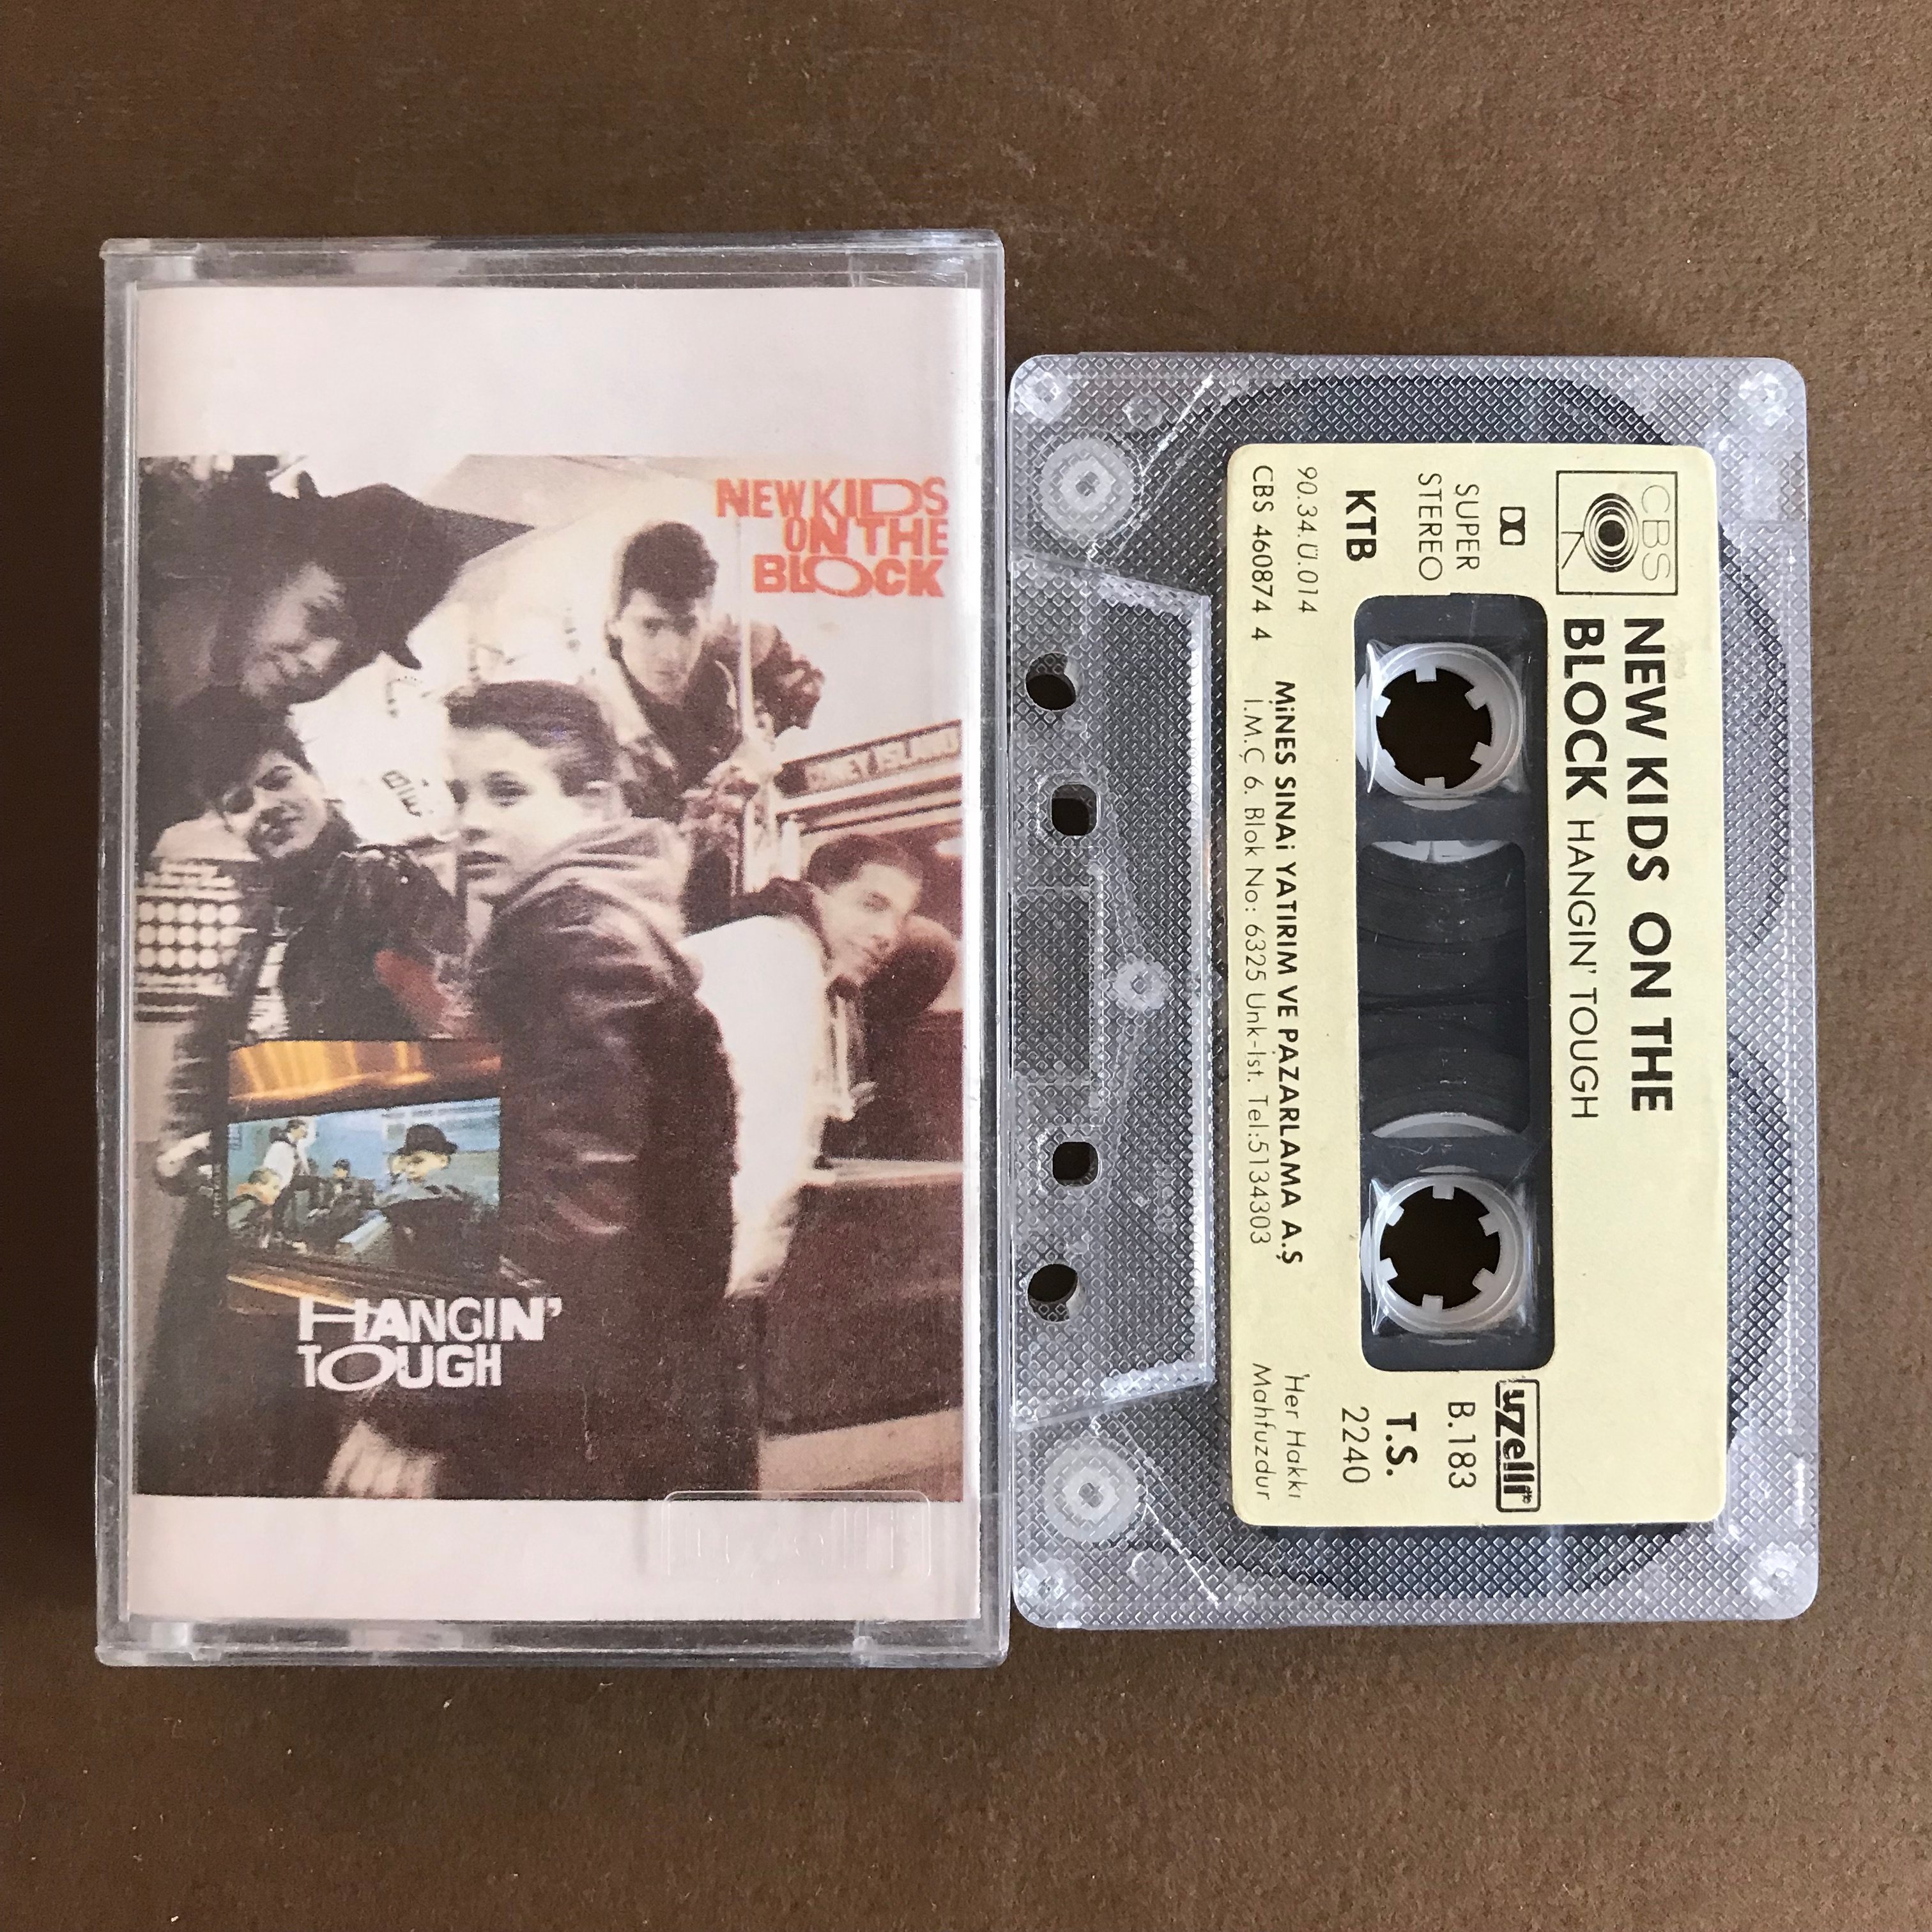 NEW KIDS
ON THE
BLOCK
CONEY ISLAND
HANGIN'
TOUGH
CBS
NEW KIDS ON THE
BLOCK HANGIN' TOUGH
SUPER
STEREO
KTB
90.34.Ü.014
CBS 460874 4
uzelli®
B.183
T.S.
2240
MiNES SINAi YATIRIM VE PAZARLAMA A.Ş
İ.M.Ç 6. Blok No: 6325 Unk-İst. Tel:5134303
Her Hakkı
Mahfuzdur